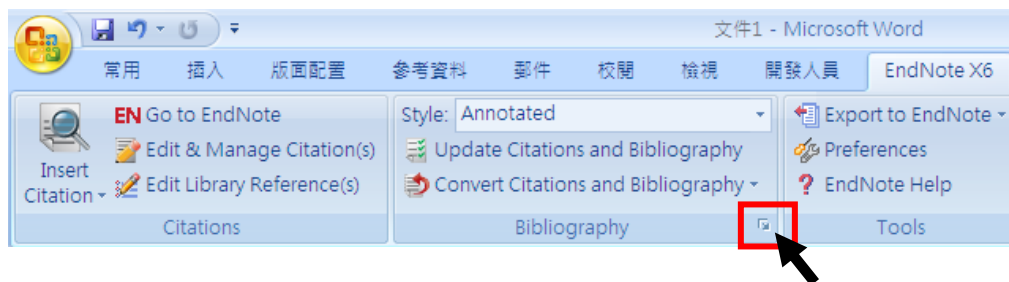 文件1 - Microsoft Word
常用 插入 版面配置 參考資料 郵件 校閱 檢視 開發人員 EndNote X6
Insert Citation
EN Go to EndNote
Edit & Manage Citation(s)
Edit Library Reference(s)
Citations
Style: Annotated
Update Citations and Bibliography
Convert Citations and Bibliography
Bibliography
Export to EndNote
Preferences
? EndNote Help
Tools